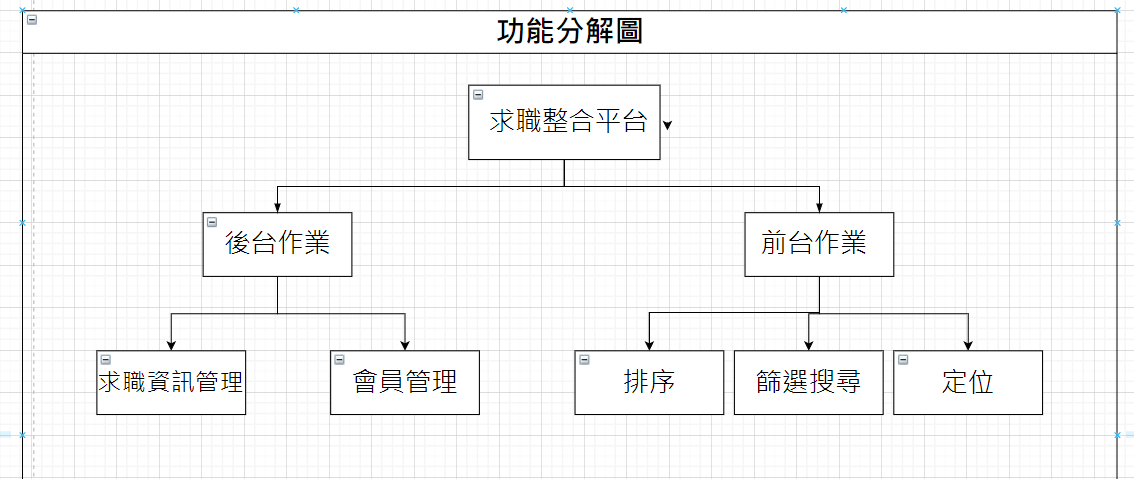 功能分解圖
求職整合平台
後台作業
前台作業
求職資訊管理
會員管理
排序
篩選搜尋
定位